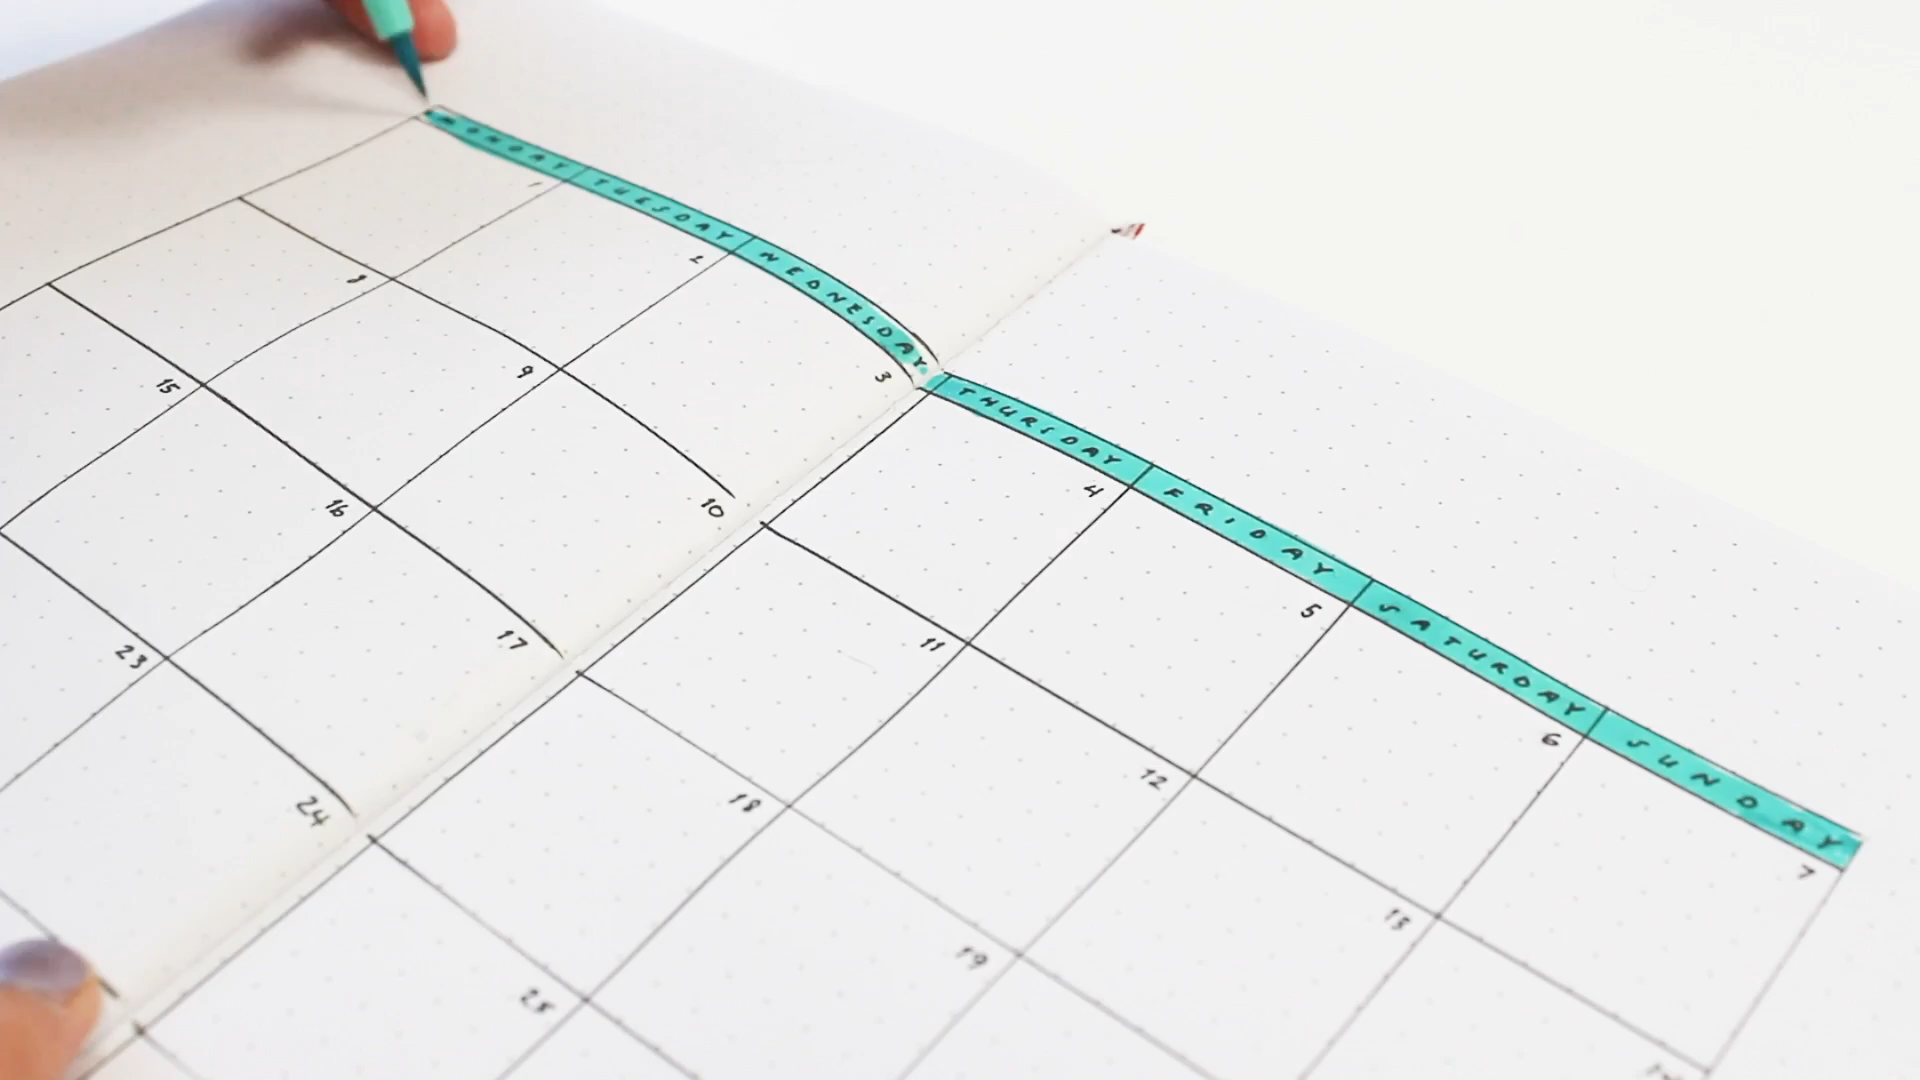 MONDAY TUESDAY WEDNESDAY THURSDAY FRIDAY SATURDAY SUNDAY
1 2 3 4 5 6 7
8 9 10 11 12 13
15 16 17 18 19
23 24 25